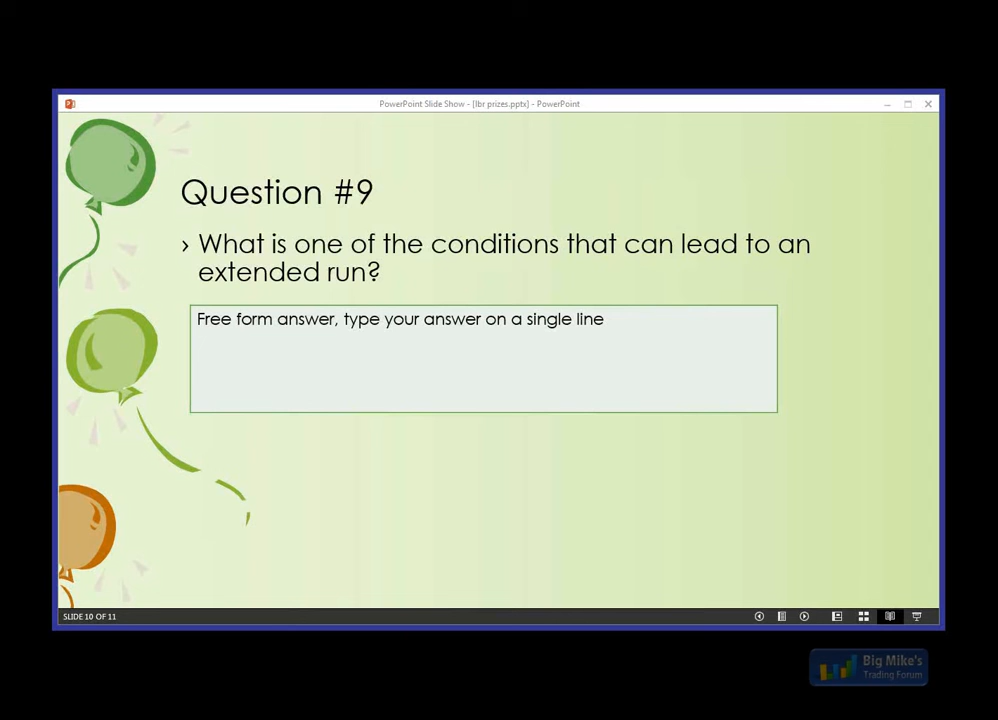 PowerPoint Slide Show - [lbr prizes.pptx] - PowerPoint
Question #9
› What is one of the conditions that can lead to an
extended run?
Free form answer, type your answer on a single line
SLIDE 10 OF 11
Big Mike's
Trading Forum